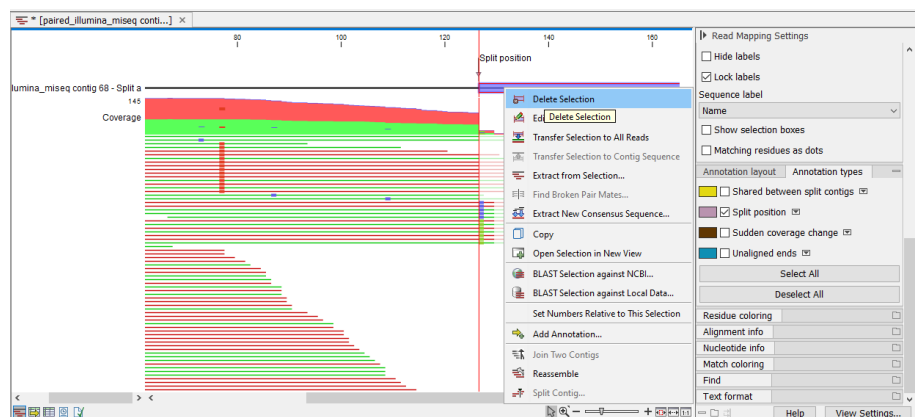 * [paired_illumina_miseq conti...] ×
80
100
120
140
160
Split position
lumina_miseq contig 68 - Split a
145
Coverage
Delete Selection
Edi
Delete Selection
Transfer Selection to All Reads
Transfer Selection to Contig Sequence
Extract from Selection...
Find Broken Pair Mates...
Extract New Consensus Sequence...
Copy
Open Selection in New View
BLAST Selection against NCBI...
BLAST Selection against Local Data...
Set Numbers Relative to This Selection
Add Annotation...
Join Two Contigs
Reassemble
Split Contig...
Read Mapping Settings
Hide labels
Lock labels
Sequence label
Name
Show selection boxes
Matching residues as dots
Annotation layout
Annotation types
Shared between split contigs
Split position
Sudden coverage change
Unaligned ends
Select All
Deselect All
Residue coloring
Alignment info
Nucleotide info
Match coloring
Find
Text format
Help
View Settings...